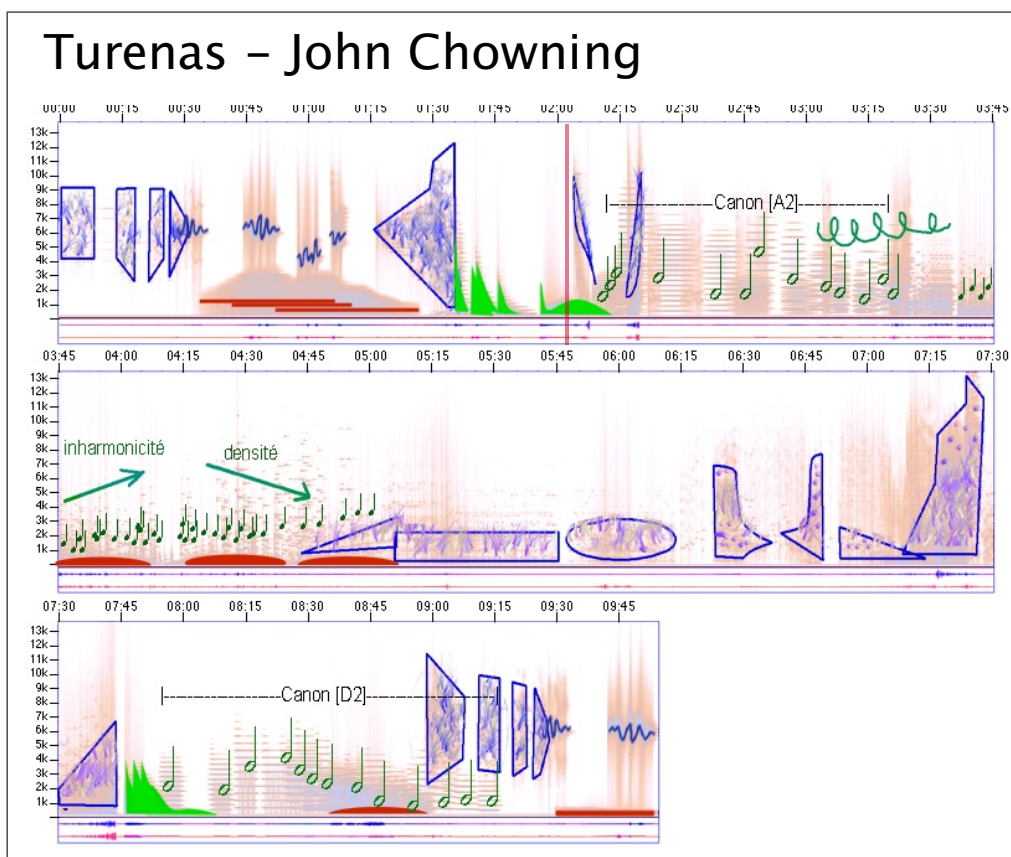 Turenas – John Chowning
00:00 00:15 00:30 00:45 01:00 01:15 01:30 01:45 02:00 02:15 02:30 02:45 03:00 03:15 03:30 03:45
13k
12k
11k
10k
9k
8k
7k
6k
5k
4k
3k
2k
1k
Canon [A2]
03:45 04:00 04:15 04:30 04:45 05:00 05:15 05:30 05:45 06:00 06:15 06:30 06:45 07:00 07:15 07:30
13k
12k
11k
10k
9k
8k
7k
6k
5k
4k
3k
2k
1k
inharmonicité
densité
07:30 07:45 08:00 08:15 08:30 08:45 09:00 09:15 09:30 09:45
13k
12k
11k
10k
9k
8k
7k
6k
5k
4k
3k
2k
1k
Canon [D2]